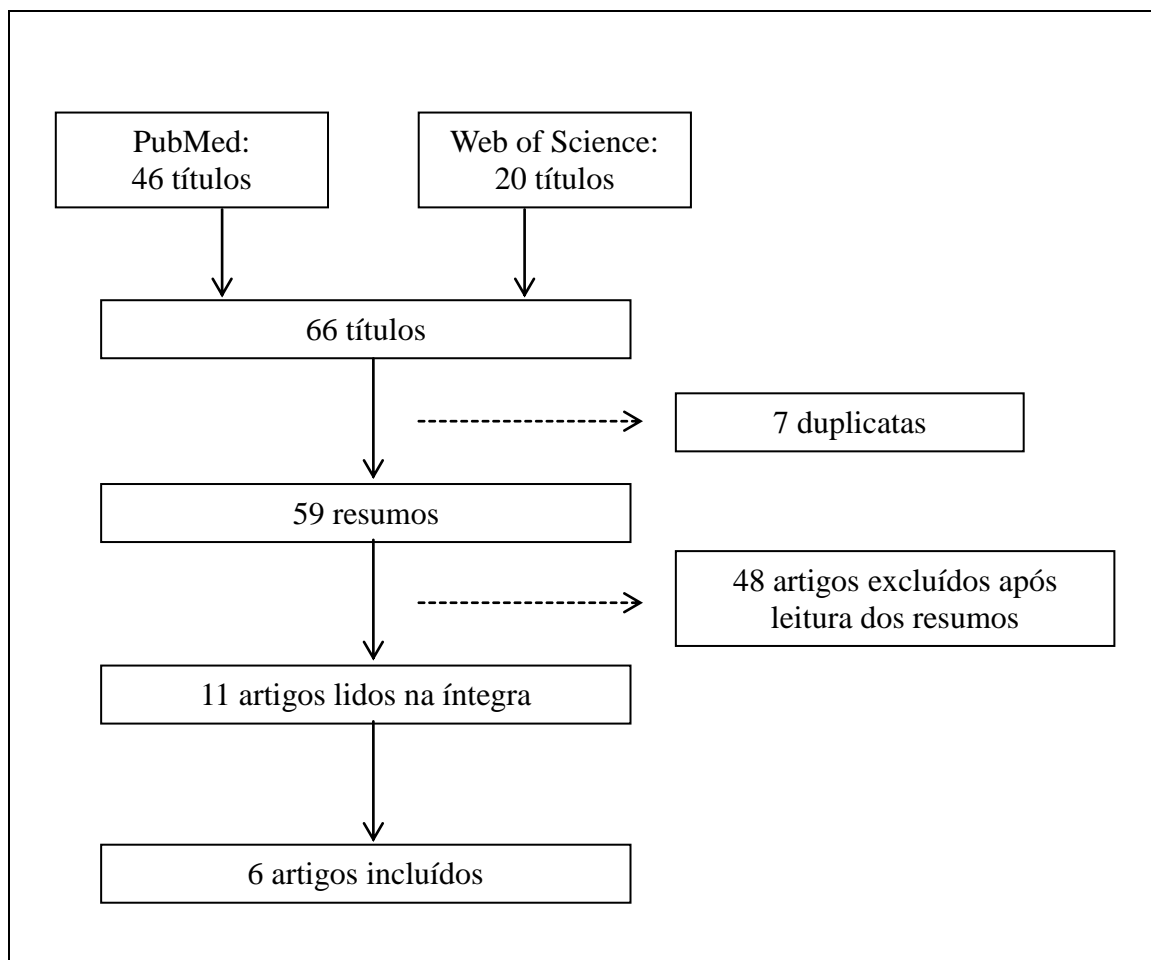 PubMed:
46 títulos
Web of Science:
20 títulos
66 títulos
7 duplicatas
59 resumos
48 artigos excluídos após
leitura dos resumos
11 artigos lidos na íntegra
6 artigos incluídos